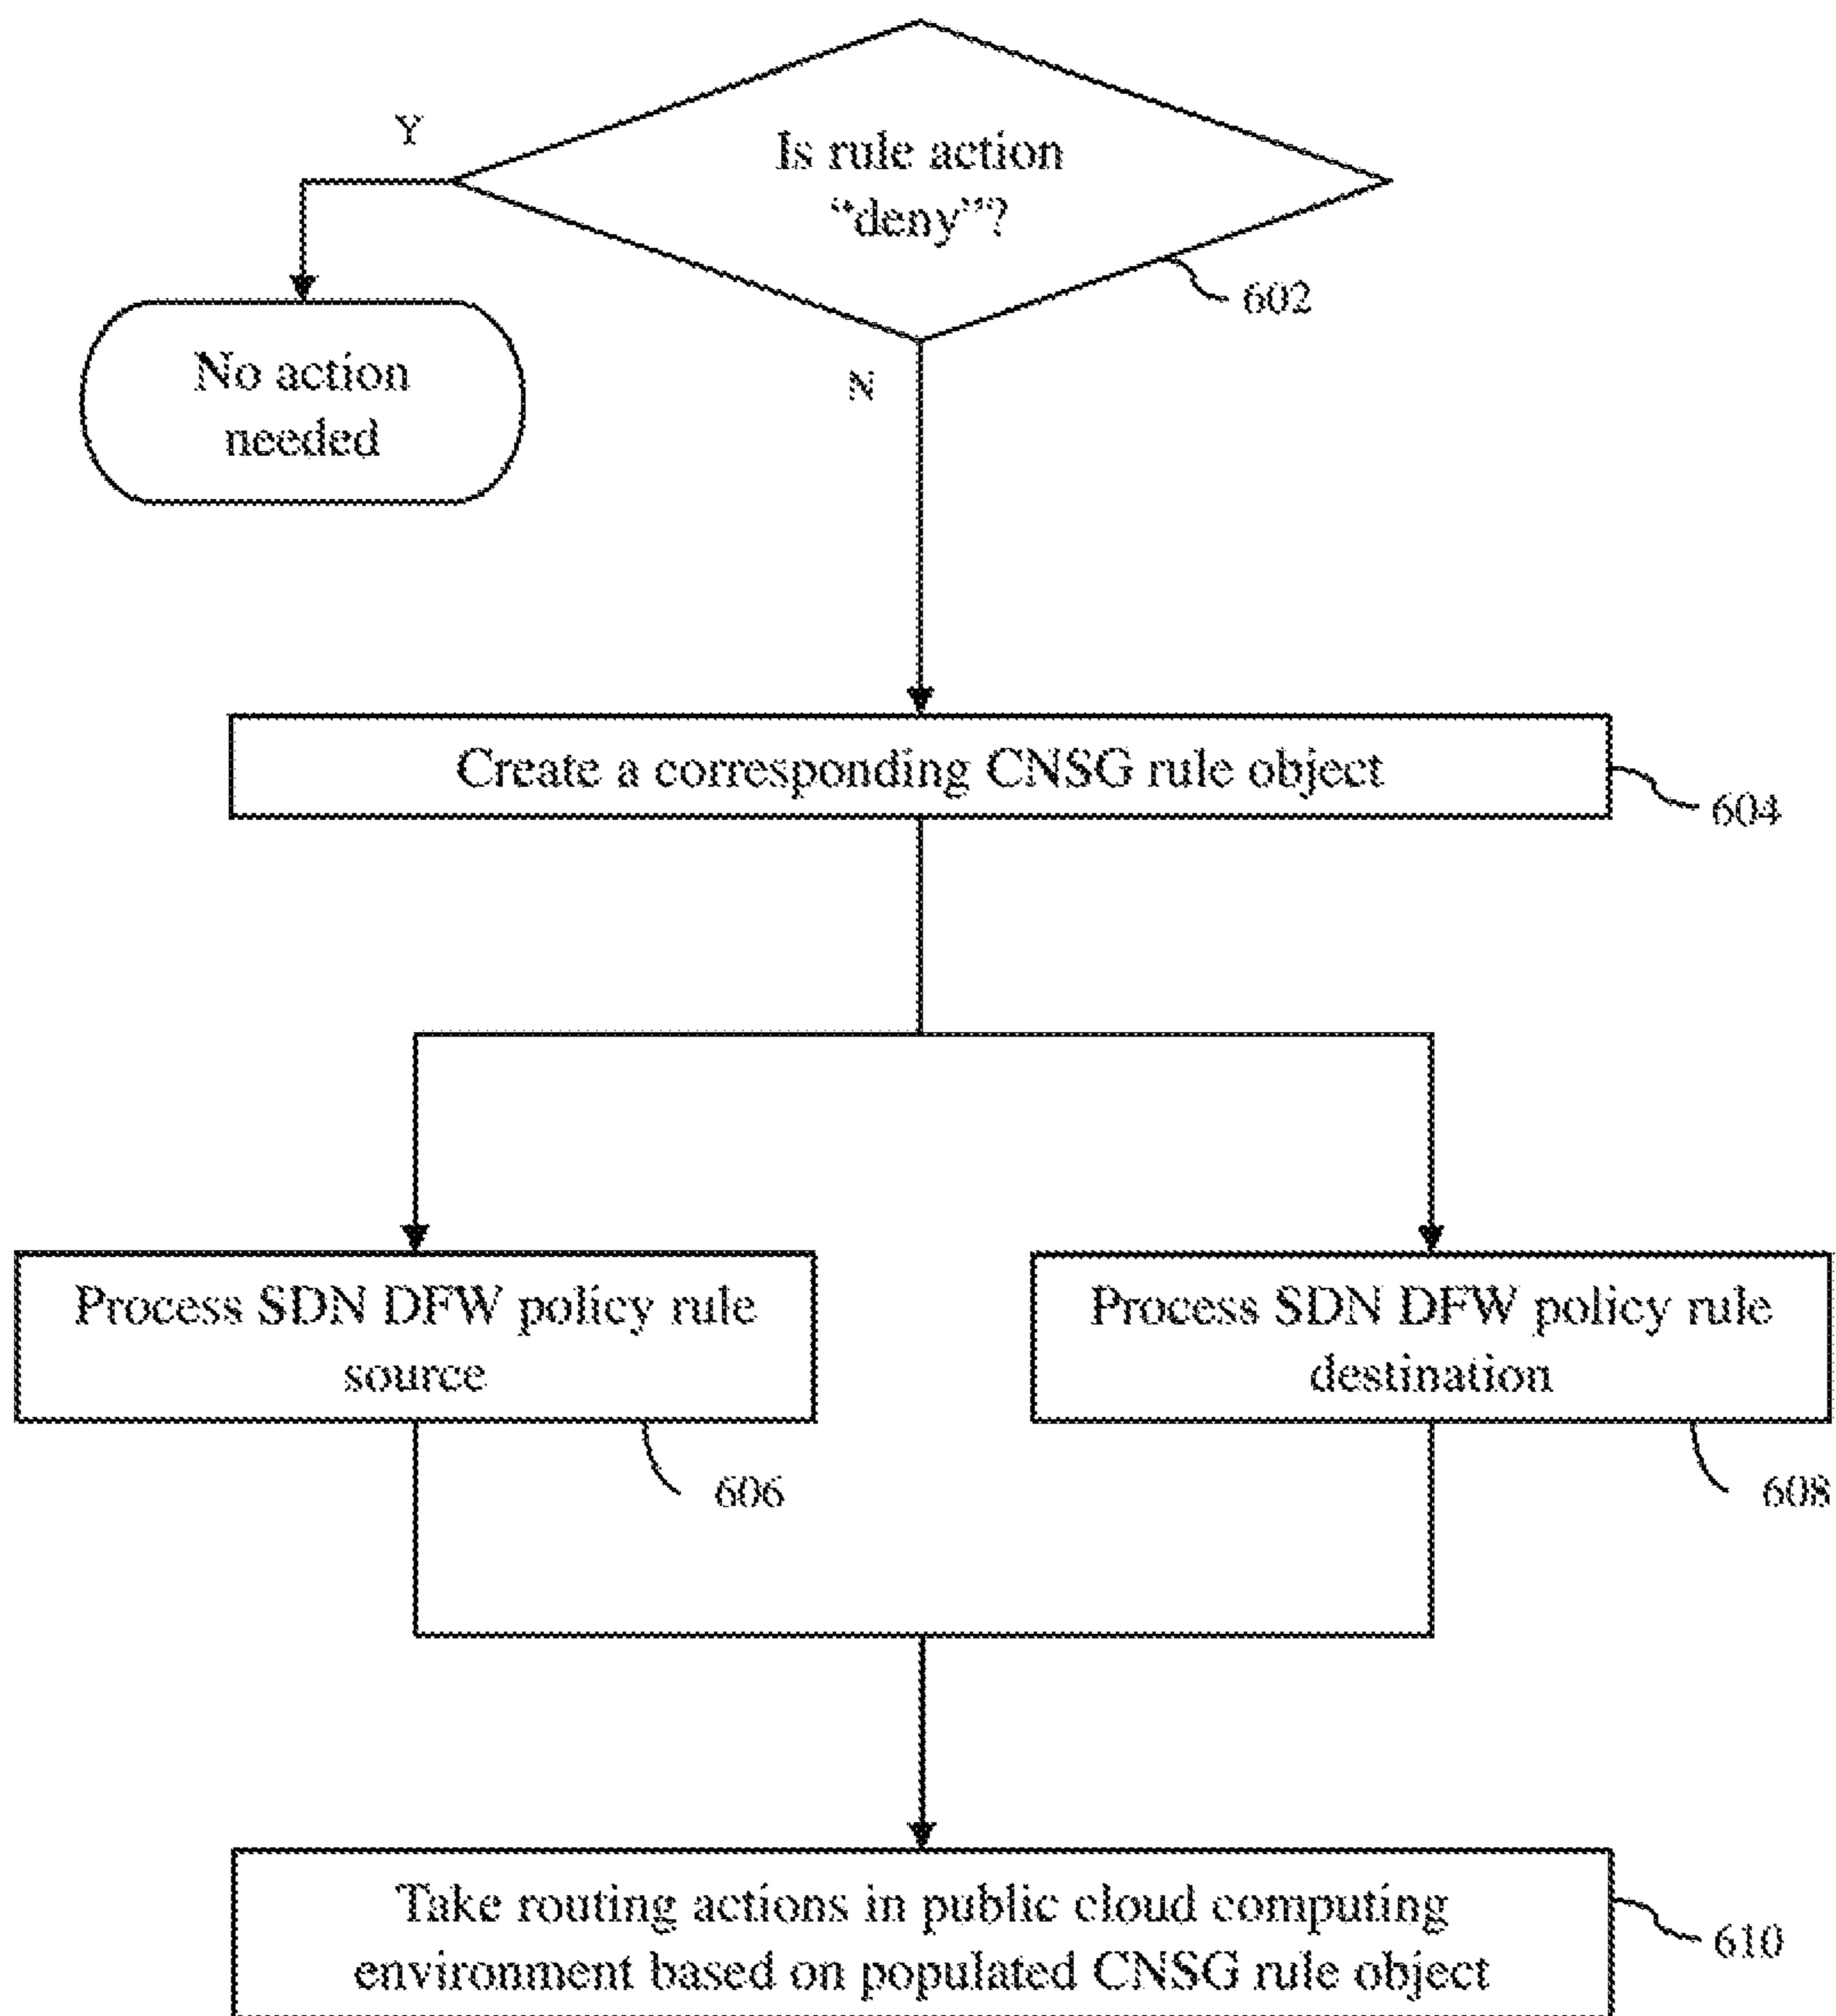 Y
Is rule action
“deny”?
602
No action
needed
N
Create a corresponding CNSG rule object
604
Process SDN DFW policy rule
source
606
Process SDN DFW policy rule
destination
608
Take routing actions in public cloud computing
environment based on populated CNSG rule object
610